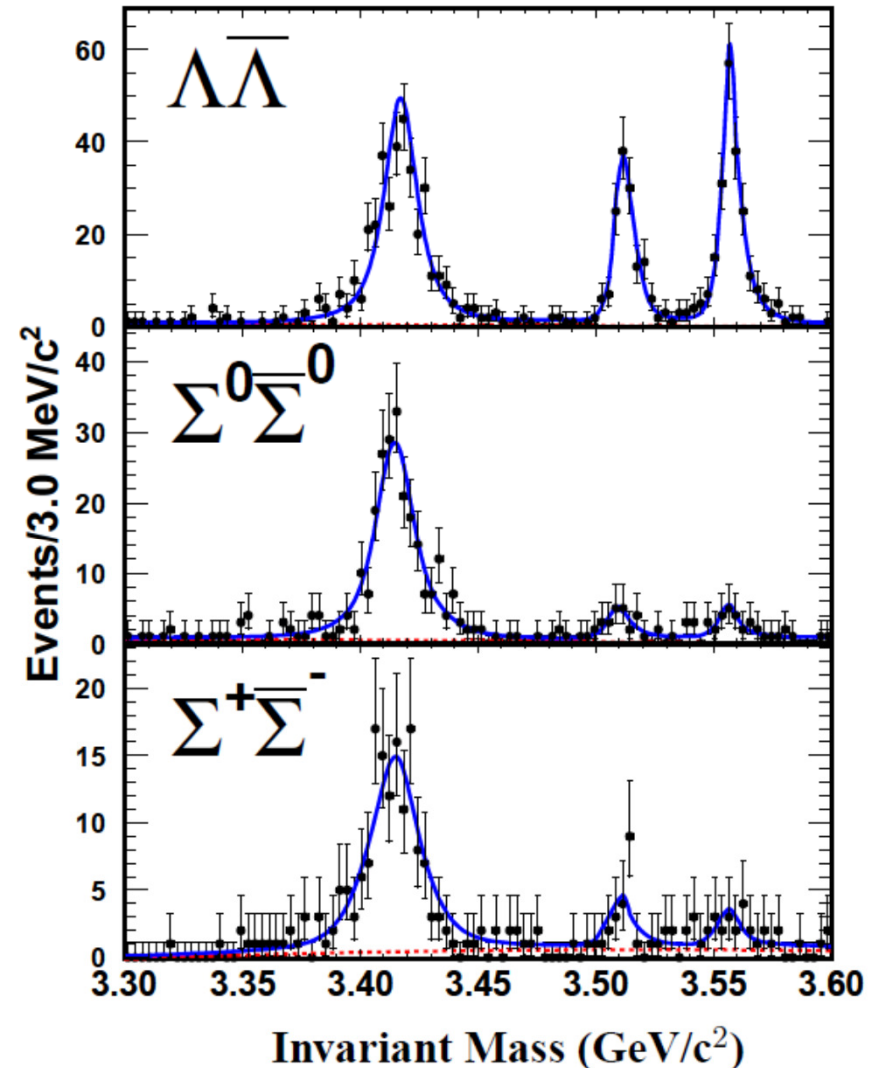 Events/3.0 MeV/c²
ΛΛ̅
60
40
20
0
Σ⁰Σ̅⁰
40
30
20
10
0
Σ⁺Σ̅⁻
20
15
10
5
0
3.30 3.35 3.40 3.45 3.50 3.55 3.60
Invariant Mass (GeV/c²)